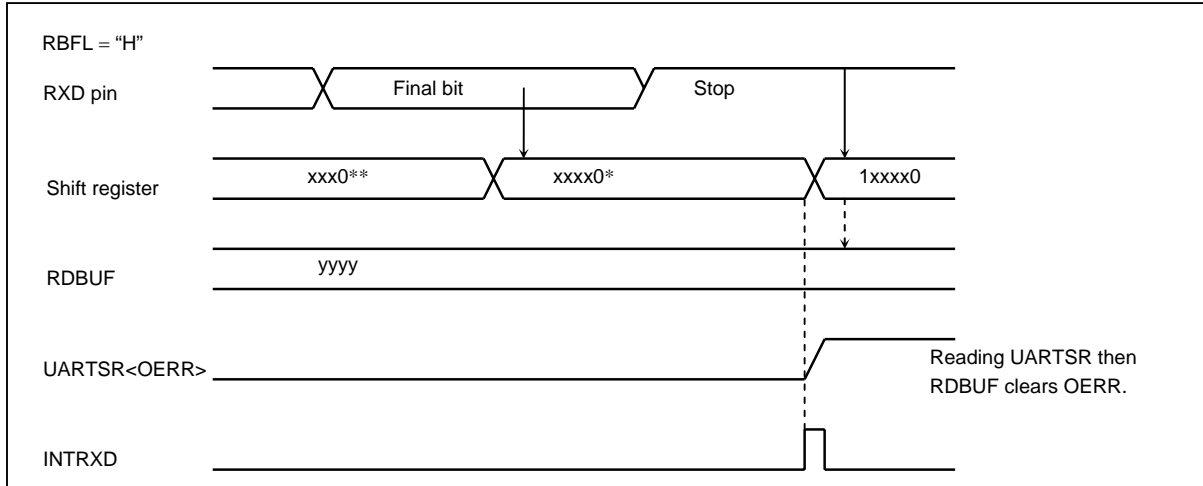 RBFL = “H”
RXD pin
Final bit
Stop
Shift register
xxx0**
xxxx0*
1xxxx0
RDBUF
yyyy
UARTSR<OERR>
Reading UARTSR then
RDBUF clears OERR.
INTRXD